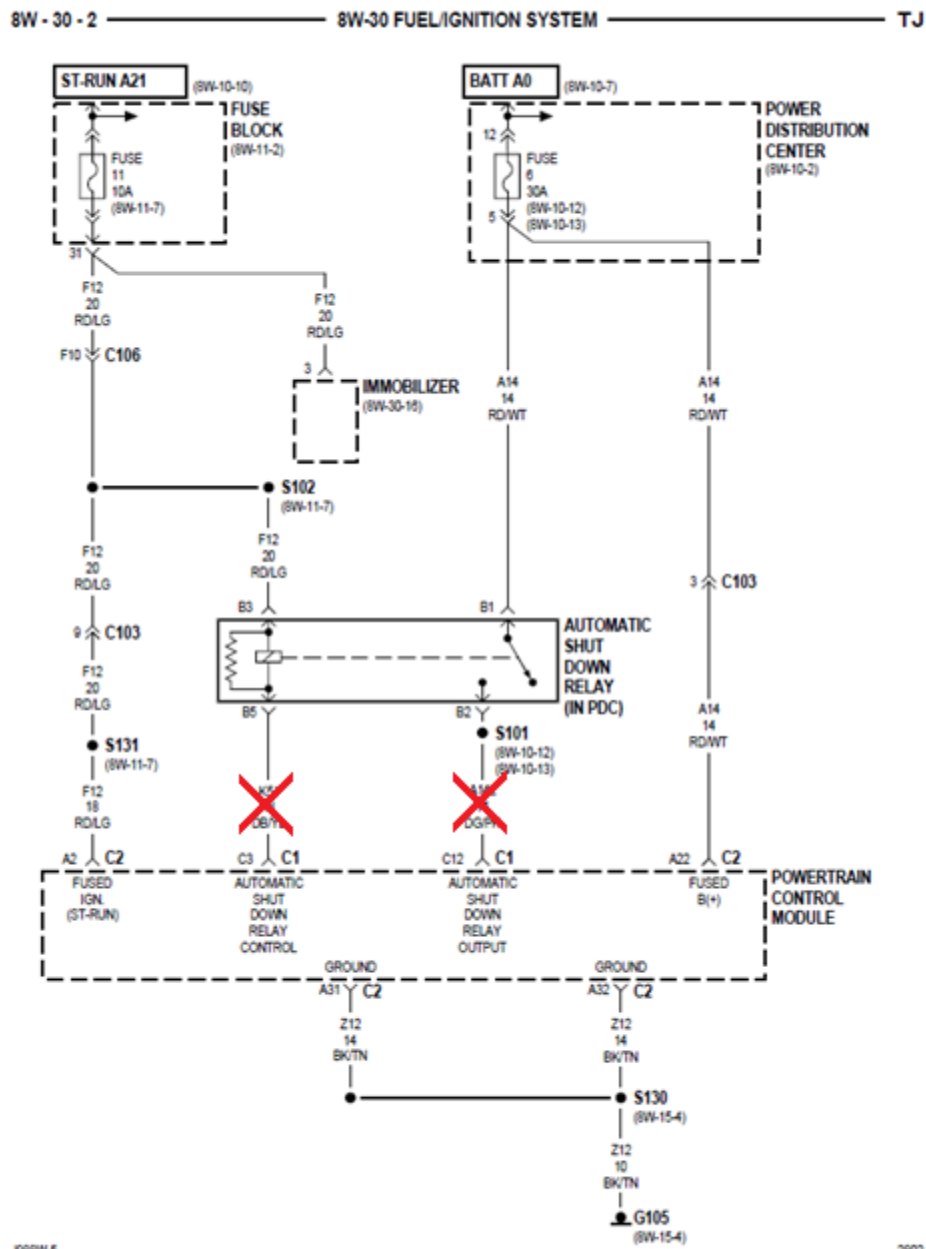 8W - 30 - 2 8W-30 FUEL/IGNITION SYSTEM TJ
ST-RUN A21 (8W-10-10)
FUSE
BLOCK
(8W-11-2)
FUSE
11
10A
(8W-11-7)
31
BATT A0 (8W-10-7)
POWER
DISTRIBUTION
CENTER
(8W-10-2)
12
FUSE
6
30A
(8W-10-12)
(8W-10-13)
5
F12
20
RD/LG
F10 C106
F12
20
RD/LG
3
IMMOBILIZER
(8W-30-16)
A14
14
RD/WT
A14
14
RD/WT
S102
(8W-11-7)
F12
20
RD/LG
F12
20
RD/LG
9 C103
3 C103
B3
B1
AUTOMATIC
SHUT
DOWN
RELAY
(IN PDC)
B5
B2
F12
20
RD/LG
S131
(8W-11-7)
S101
(8W-10-12)
(8W-10-13)
A14
14
RD/WT
F12
18
RD/LG
A2 C2
C3 C1
C12 C1
A22 C2
FUSED
IGN.
(ST-RUN)
AUTOMATIC
SHUT
DOWN
RELAY
CONTROL
AUTOMATIC
SHUT
DOWN
RELAY
OUTPUT
FUSED
B(+)
POWERTRAIN
CONTROL
MODULE
GROUND
GROUND
A31 C2
A32 C2
Z12
14
BK/TN
Z12
14
BK/TN
S130
(8W-15-4)
Z12
10
BK/TN
G105
(8W-15-4)